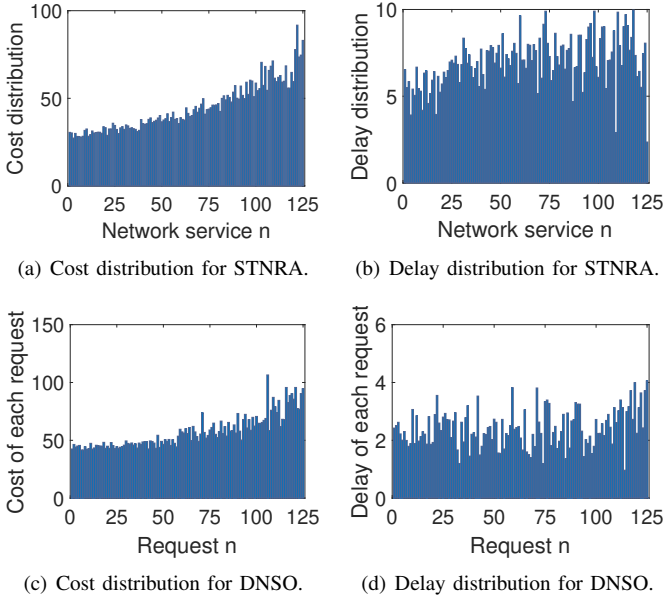 Cost distribution
100
50
0
0 25 50 75 100 125
Network service n
Delay distribution
10
5
0
0 25 50 75 100 125
Network service n
(a) Cost distribution for STNRA.
(b) Delay distribution for STNRA.
Cost of each request
150
100
50
0
0 25 50 75 100 125
Request n
Delay of each request
6
4
2
0
0 25 50 75 100 125
Request n
(c) Cost distribution for DNSO.
(d) Delay distribution for DNSO.